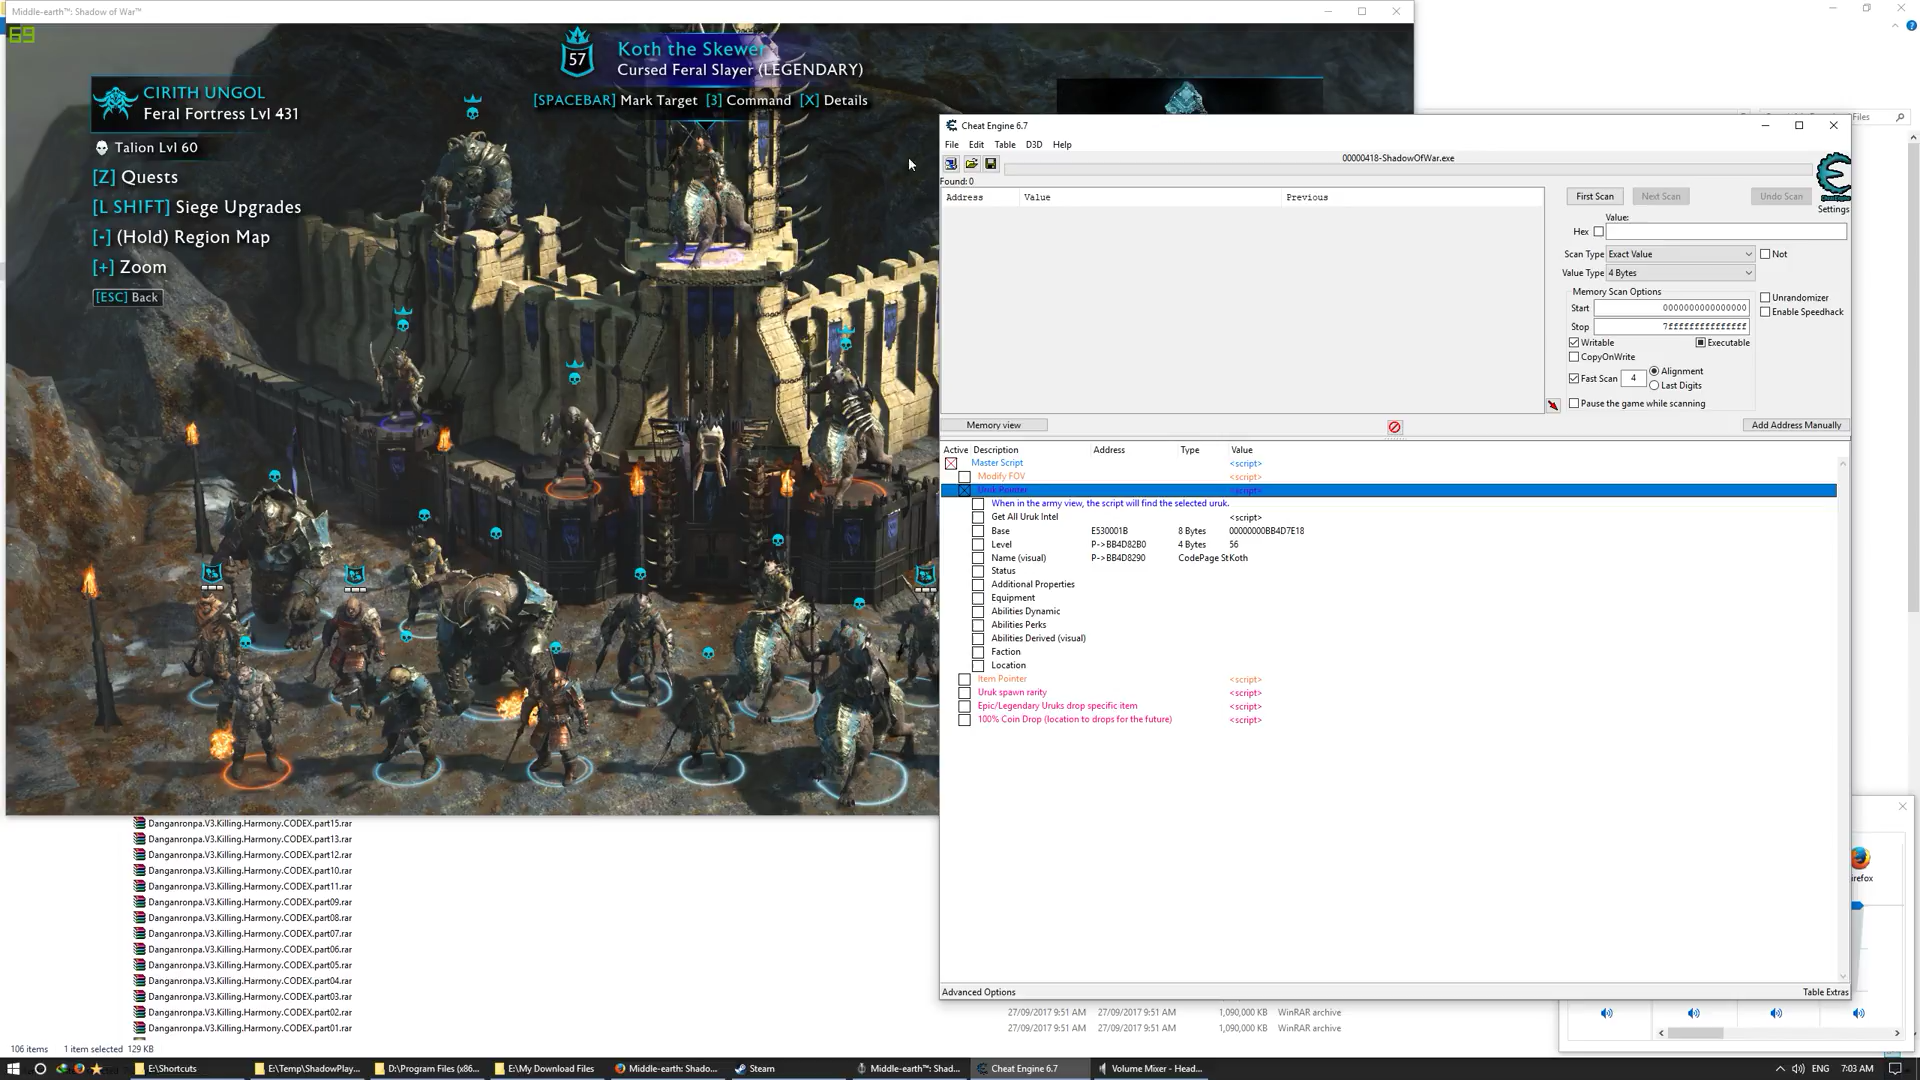 Middle-earth™: Shadow of War™
69
57
Koth the Skewer
Cursed Feral Slayer (LEGENDARY)
[SPACEBAR] Mark Target [3] Command [X] Details
CIRITH UNGOL
Feral Fortress Lvl 431
Talion Lvl 60
[Z] Quests
[L SHIFT] Siege Upgrades
[-] (Hold) Region Map
[+] Zoom
[ESC] Back
Files
Cheat Engine 6.7
File Edit Table D3D Help
00000418-ShadowOfWar.exe
Found: 0
Address Value Previous
First Scan Next Scan Undo Scan
Settings
Value:
Hex
Scan Type Exact Value Not
Value Type 4 Bytes
Memory Scan Options
Start 0000000000000000
Unrandomizer
Stop 7fffffffffffffff
Enable Speedhack
Writable Executable
CopyOnWrite
Fast Scan 4 Alignment
Last Digits
Pause the game while scanning
Memory view Add Address Manually
Active Description Address Type Value
Master Script <script>
Modify FOV <script>
Uruk Pointer <script>
When in the army view, the script will find the selected uruk.
Get All Uruk Intel <script>
Base E530001B 8 Bytes 00000000BB4D7E18
Level P->BB4D82B0 4 Bytes 56
Name (visual) P->BB4D8290 CodePage St Koth
Status
Additional Properties
Equipment
Abilities Dynamic
Abilities Perks
Abilities Derived (visual)
Faction
Location
Item Pointer <script>
Uruk spawn rarity <script>
Epic/Legendary Uruks drop specific item <script>
100% Coin Drop (location to drops for the future) <script>
Advanced Options Table Extras
irefox
Danganronpa.V3.Killing.Harmony.CODEX.part15.rar
Danganronpa.V3.Killing.Harmony.CODEX.part13.rar
Danganronpa.V3.Killing.Harmony.CODEX.part12.rar
Danganronpa.V3.Killing.Harmony.CODEX.part10.rar
Danganronpa.V3.Killing.Harmony.CODEX.part11.rar
Danganronpa.V3.Killing.Harmony.CODEX.part09.rar
Danganronpa.V3.Killing.Harmony.CODEX.part08.rar
Danganronpa.V3.Killing.Harmony.CODEX.part07.rar
Danganronpa.V3.Killing.Harmony.CODEX.part06.rar
Danganronpa.V3.Killing.Harmony.CODEX.part05.rar
Danganronpa.V3.Killing.Harmony.CODEX.part04.rar
Danganronpa.V3.Killing.Harmony.CODEX.part03.rar
Danganronpa.V3.Killing.Harmony.CODEX.part02.rar 27/09/2017 9:51 AM 27/09/2017 9:51 AM 1,090,000 KB WinRAR archive
Danganronpa.V3.Killing.Harmony.CODEX.part01.rar 27/09/2017 9:51 AM 27/09/2017 9:51 AM 1,090,000 KB WinRAR archive
106 items 1 item selected 129 KB
E:\Shortcuts E:\Temp\ShadowPlay... D:\Program Files (x86... E:\My Download Files Middle-earth: Shado... Steam Middle-earth™: Shad... Cheat Engine 6.7 Volume Mixer - Head... ENG 7:03 AM